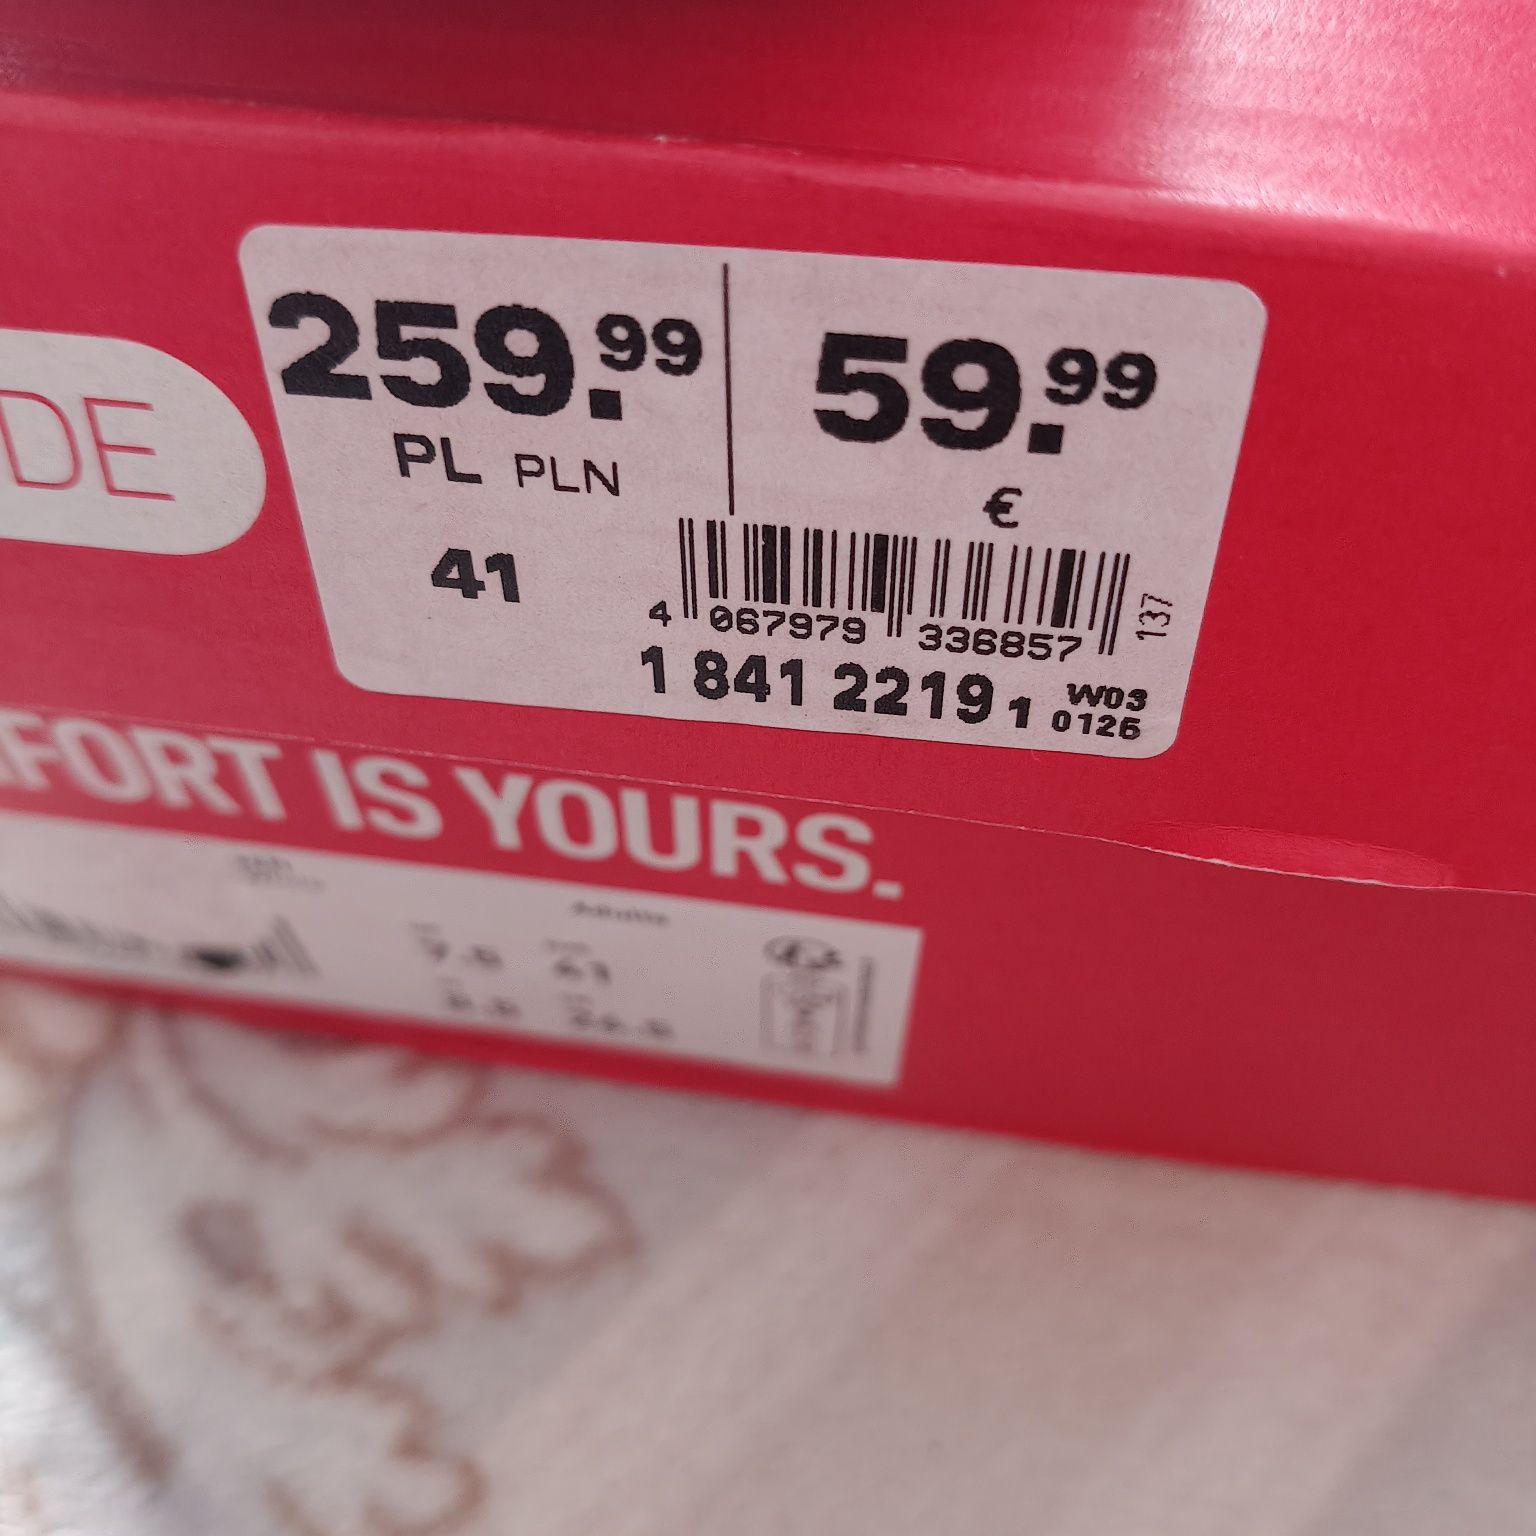 259.99
PL PLN
59.99
€
DE
41
4 067979 336857
137
1 841 2219 1
W03
0126
FORT IS YOURS.
Adults